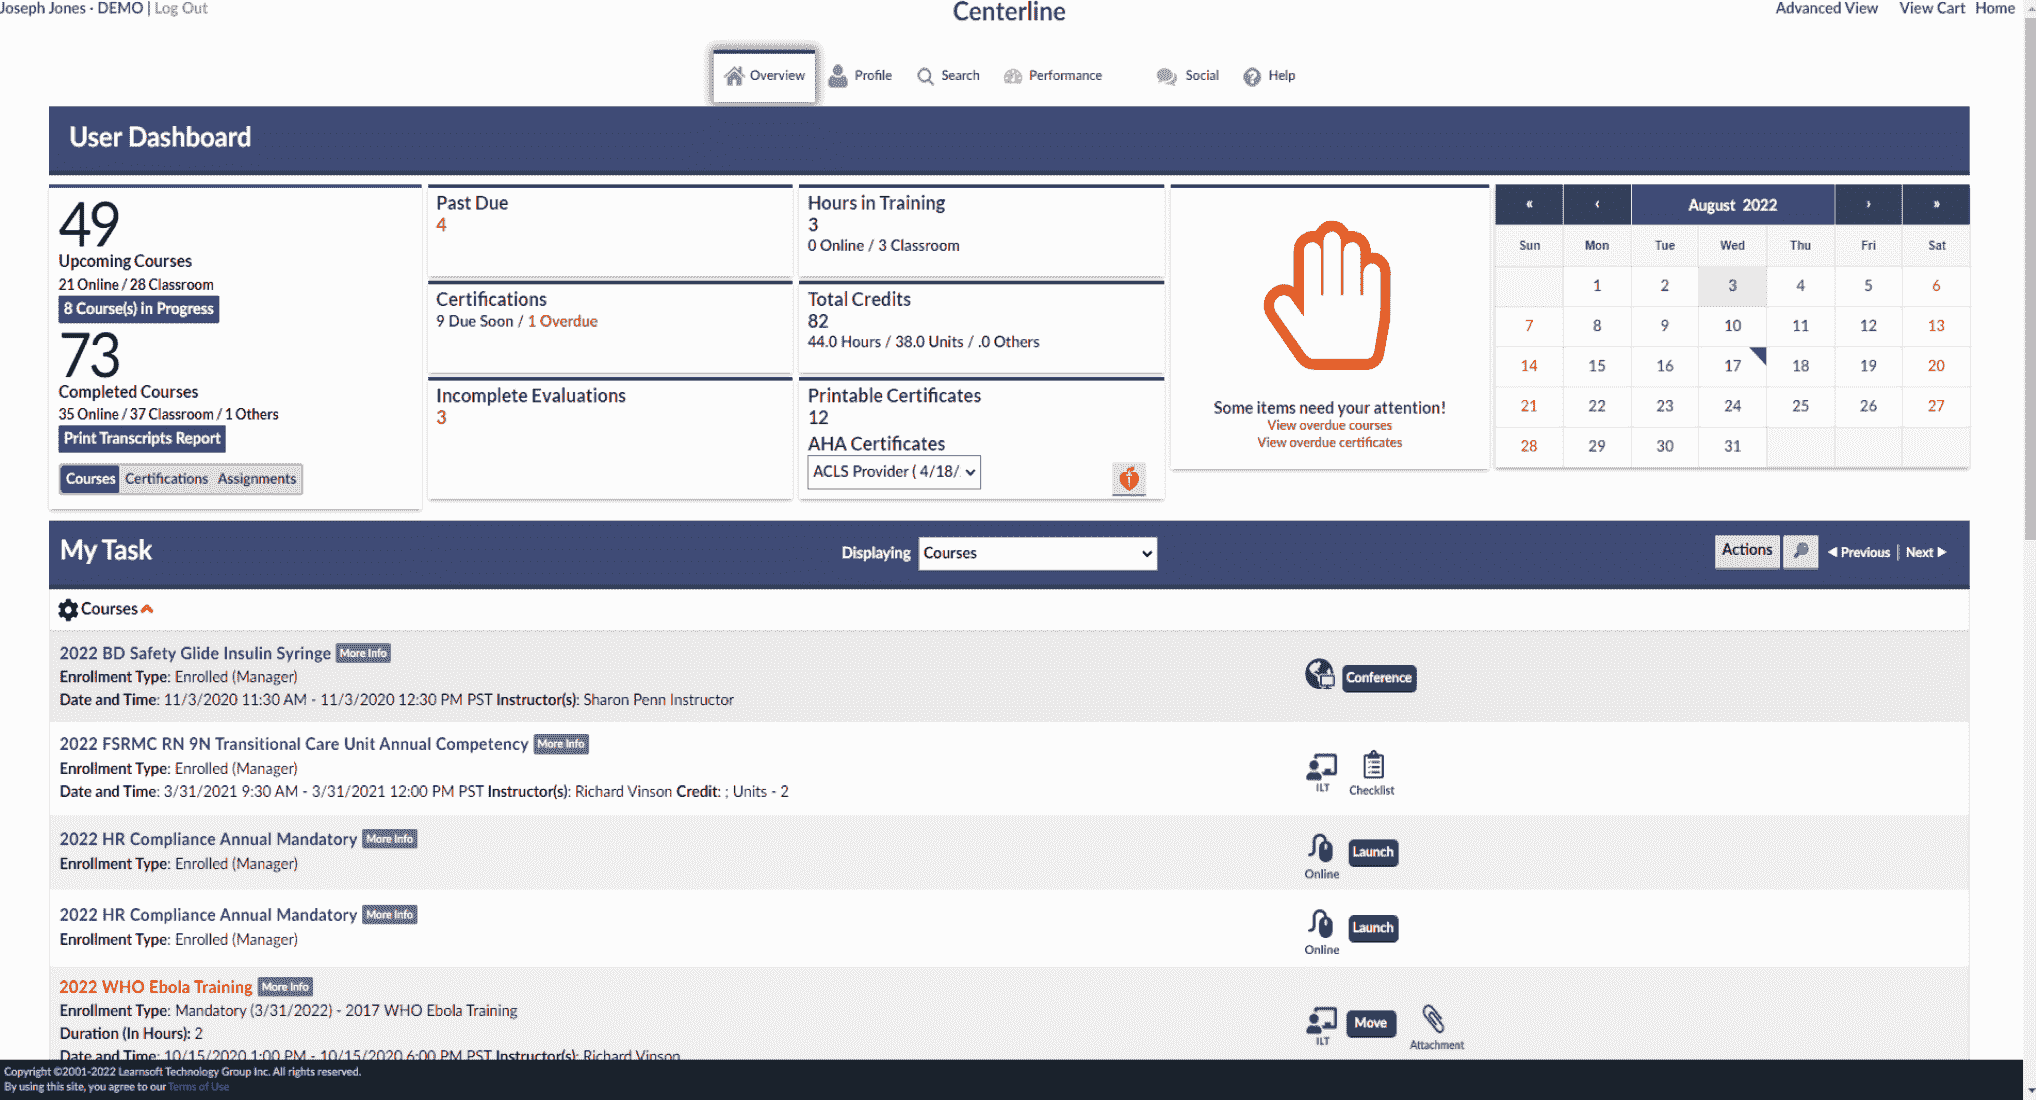 Joseph Jones · DEMO | Log Out
Centerline
Advanced View View Cart Home
Overview Profile Search Performance Social Help
User Dashboard
49
Upcoming Courses
21 Online / 28 Classroom
8 Course(s) in Progress
73
Completed Courses
35 Online / 37 Classroom / 1 Others
Print Transcripts Report
Courses Certifications Assignments
Past Due
4
Certifications
9 Due Soon / 1 Overdue
Incomplete Evaluations
3
Hours in Training
3
0 Online / 3 Classroom
Total Credits
82
44.0 Hours / 38.0 Units / .0 Others
Printable Certificates
12
AHA Certificates
ACLS Provider ( 4/18/
Some items need your attention!
View overdue courses
View overdue certificates
« ‹ August 2022 › »
Sun Mon Tue Wed Thu Fri Sat
1 2 3 4 5 6
7 8 9 10 11 12 13
14 15 16 17 18 19 20
21 22 23 24 25 26 27
28 29 30 31
My Task
Displaying Courses
Actions Previous | Next
Courses
2022 BD Safety Glide Insulin Syringe More Info
Enrollment Type: Enrolled (Manager)
Date and Time: 11/3/2020 11:30 AM - 11/3/2020 12:30 PM PST Instructor(s): Sharon Penn Instructor
Conference
2022 FSRMC RN 9N Transitional Care Unit Annual Competency More Info
Enrollment Type: Enrolled (Manager)
Date and Time: 3/31/2021 9:30 AM - 3/31/2021 12:00 PM PST Instructor(s): Richard Vinson Credit: ; Units - 2
ILT Checklist
2022 HR Compliance Annual Mandatory More Info
Enrollment Type: Enrolled (Manager)
Launch
Online
2022 HR Compliance Annual Mandatory More Info
Enrollment Type: Enrolled (Manager)
Launch
Online
2022 WHO Ebola Training More Info
Enrollment Type: Mandatory (3/31/2022) - 2017 WHO Ebola Training
Duration (In Hours): 2
Date and Time: 10/15/2020 1:00 PM - 10/15/2020 6:00 PM PST Instructor(s): Richard Vinson
Move
ILT Attachment
Copyright ©2001-2022 Learnsoft Technology Group Inc. All rights reserved.
By using this site, you agree to our Terms of Use